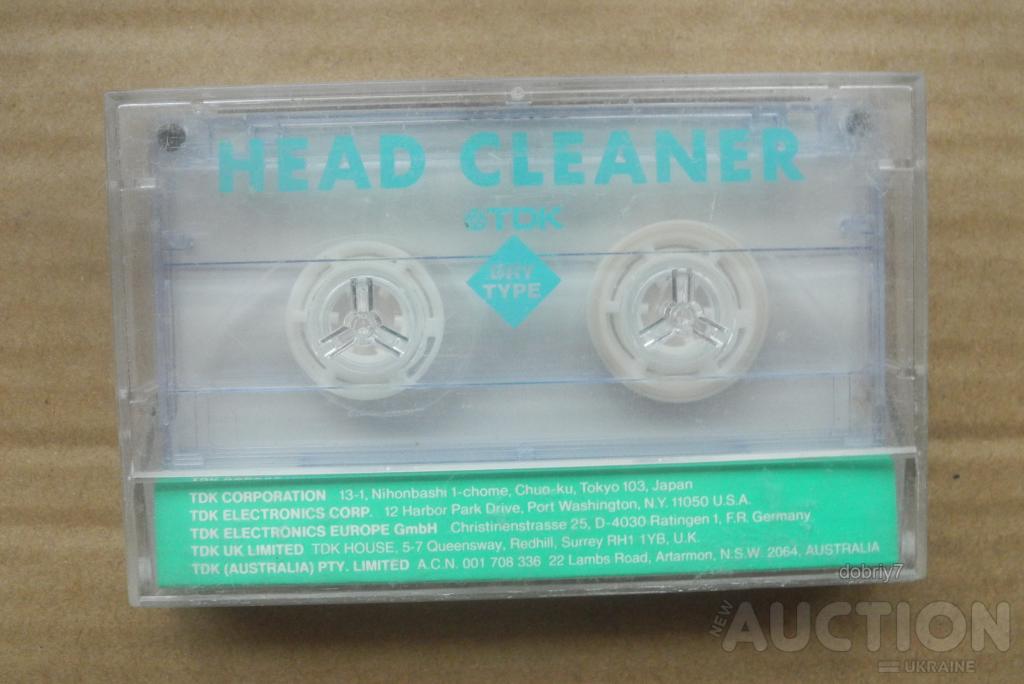 HEAD CLEANER
TDK
DRY
TYPE
TDK CORPORATION 13-1, Nihonbashi 1-chome, Chuo-ku, Tokyo 103, Japan
TDK ELECTRONICS CORP. 12 Harbor Park Drive, Port Washington, N.Y. 11050 U.S.A.
TDK ELECTRONICS EUROPE GmbH Christinenstrasse 25, D-4030 Ratingen 1, F.R. Germany
TDK UK LIMITED TDK HOUSE, 5-7 Queensway, Redhill, Surrey RH1 1YB, U.K.
TDK (AUSTRALIA) PTY. LIMITED A.C.N. 001 708 336 22 Lambs Road, Artarmon, N.S.W. 2064, AUSTRALIA
dobriy7
NEW AUCTION
UKRAINE